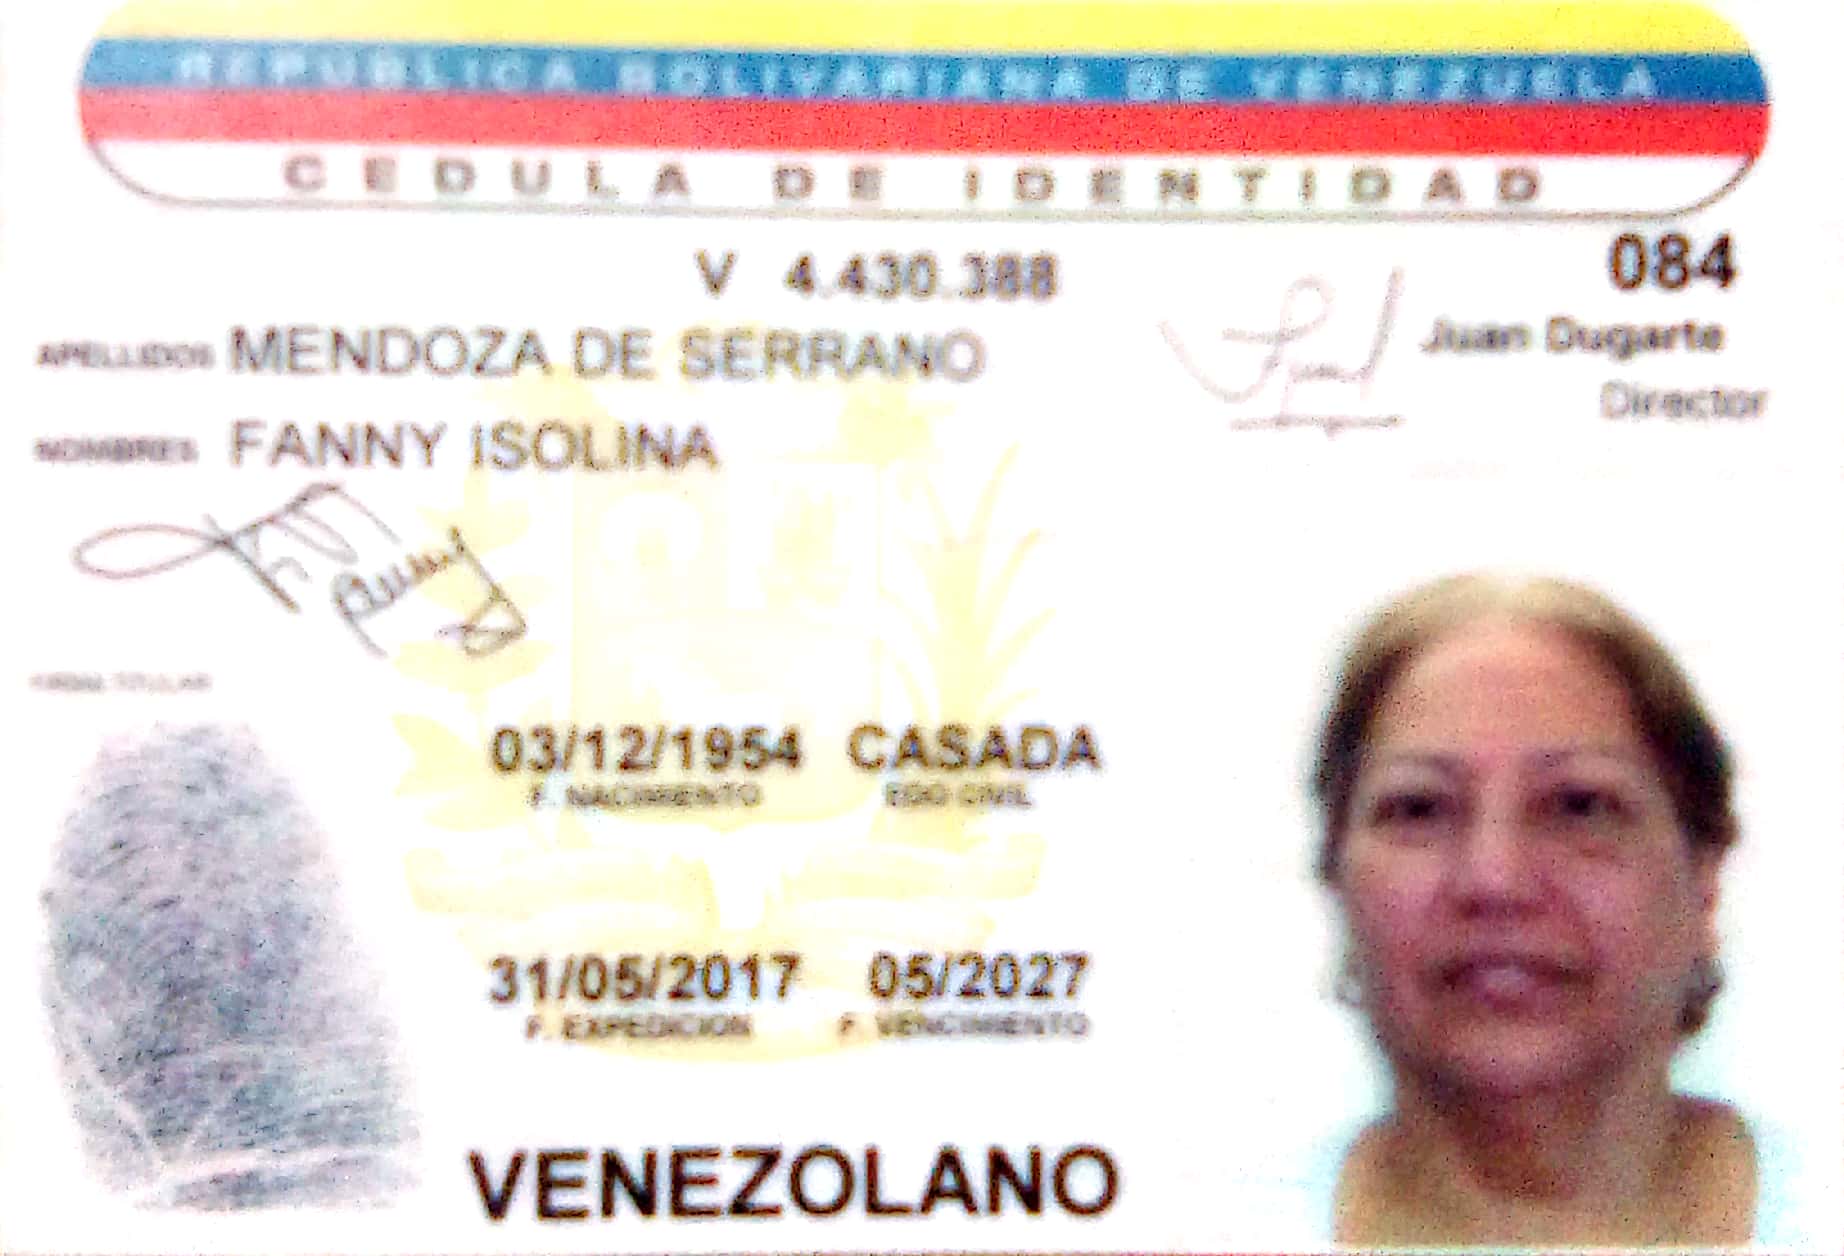 REPUBLICA BOLIVARIANA DE VENEZUELA
CEDULA DE IDENTIDAD
084
V 4.430.388
Juan Dugarte
Director
APELLIDOS MENDOZA DE SERRANO
NOMBRES FANNY ISOLINA
FIRMA TITULAR
03/12/1954 CASADA
F. NACIMIENTO EDO CIVIL
31/05/2017 05/2027
F. EXPEDICION F. VENCIMIENTO
VENEZOLANO